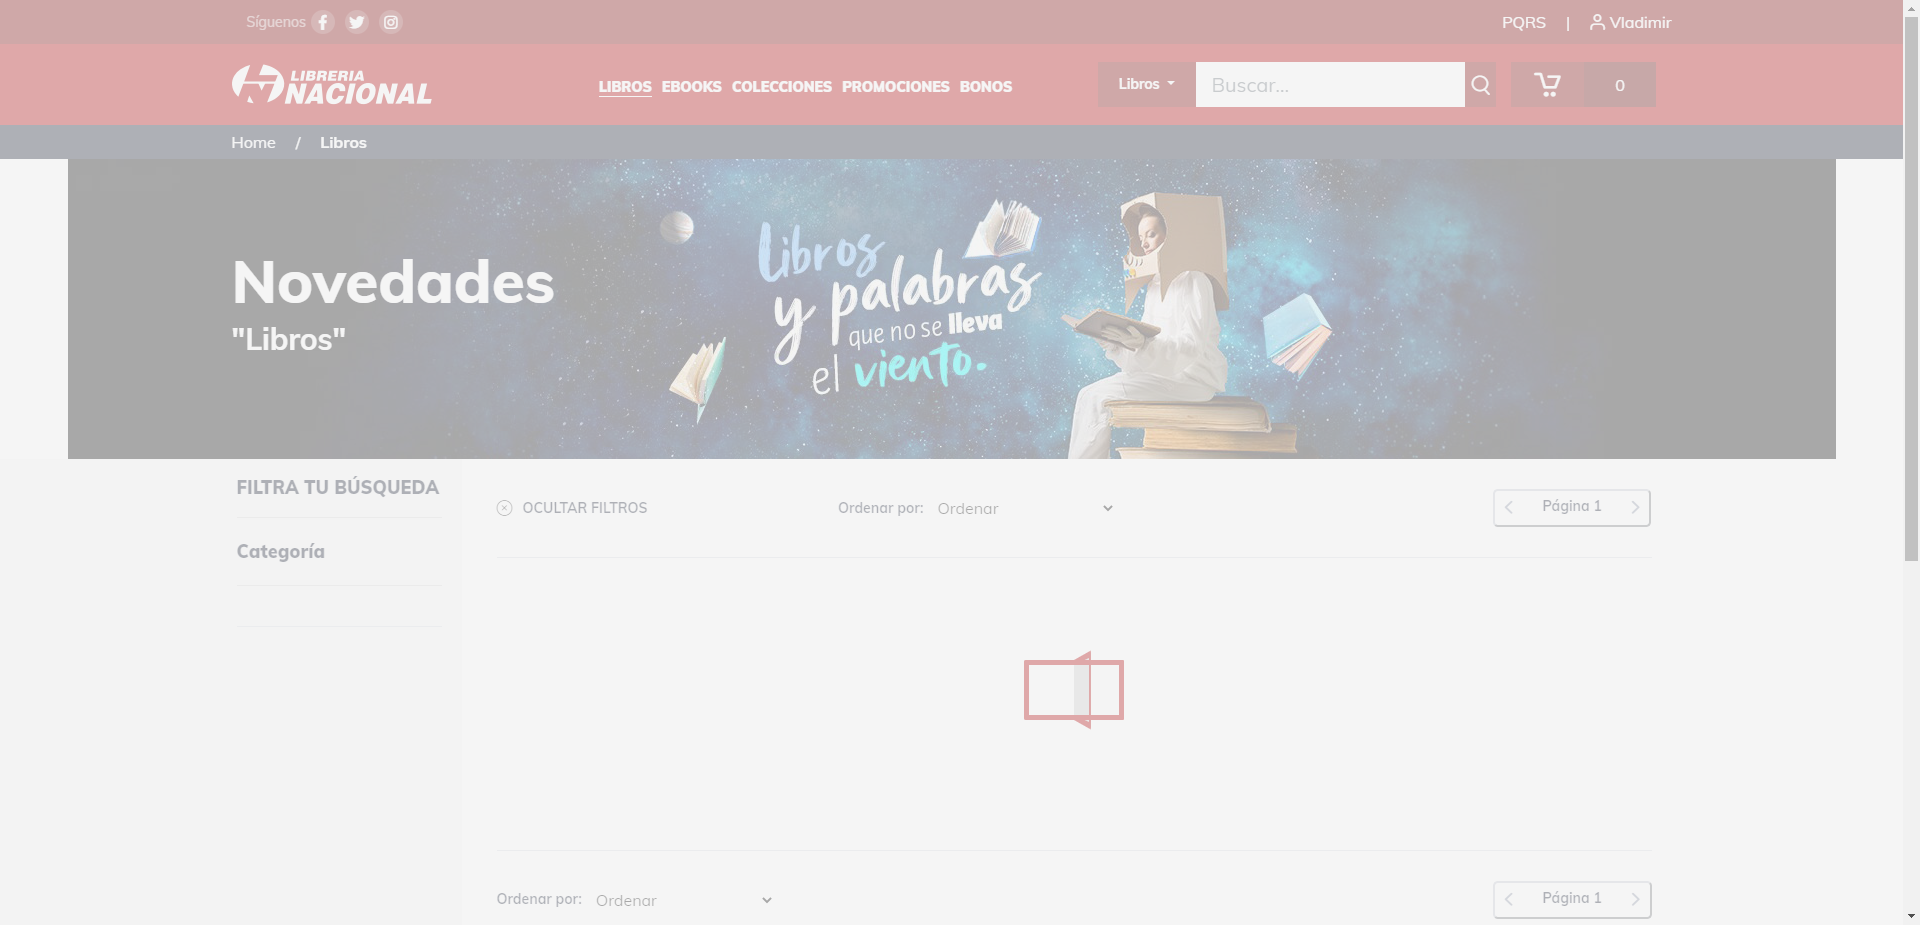 Síguenos
PQRS | Vladimir
LIBRERIA
NACIONAL
LIBROS EBOOKS COLECCIONES PROMOCIONES BONOS
Libros
Buscar...
0
Home / Libros
Novedades
"Libros"
Libros
y palabras
que no se lleva
el viento.
FILTRA TU BÚSQUEDA
Categoría
OCULTAR FILTROS
Ordenar por: Ordenar
Página 1
Ordenar por: Ordenar
Página 1